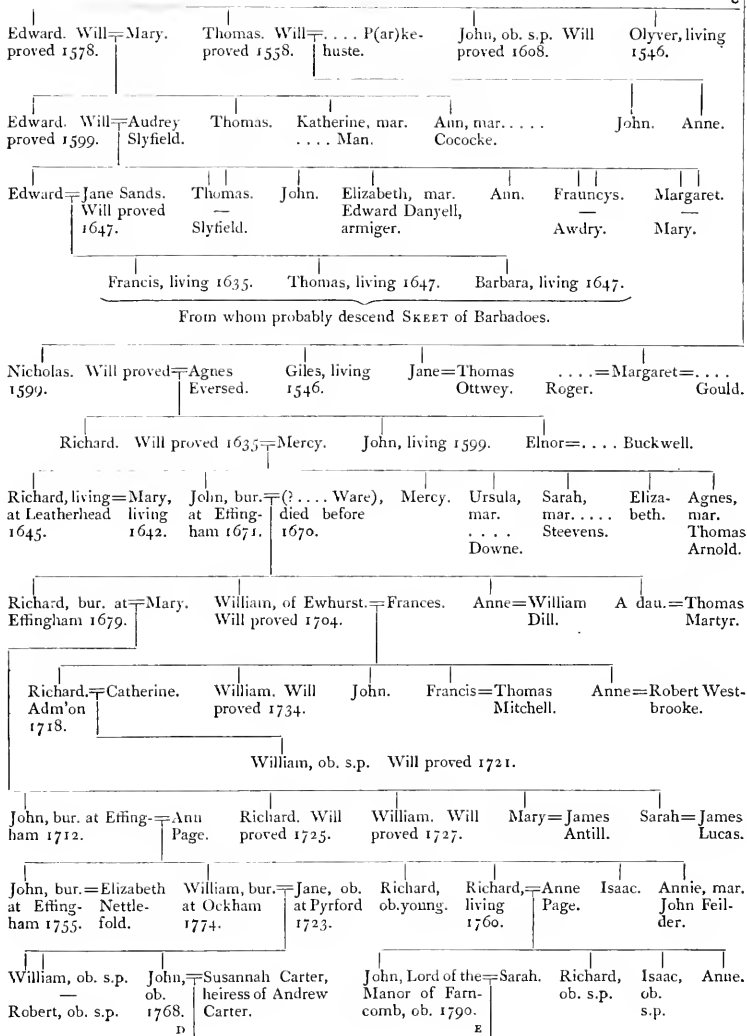 C
Edward. Will=Mary. Thomas. Will=.... P(ar)ke- John, ob. s.p. Will Olyver, living
proved 1578. proved 1558. huste. proved 1608. 1546.
Edward. Will=Audrey Thomas. Katherine, mar. Ann, mar..... John. Anne.
proved 1599. Slyfield. .... Man. Cococke.
Edward=Jane Sands. Thomas. John. Elizabeth, mar. Ann. Frauncys. Margaret.
Will proved — Edward Danyell, — —
1647. Slyfield. armiger. Awdry. Mary.
Francis, living 1635. Thomas, living 1647. Barbara, living 1647.
From whom probably descend SKEET of Barbadoes.
Nicholas. Will proved=Agnes Giles, living Jane=Thomas ....=Margaret=....
1599. Eversed. 1546. Ottwey. Roger. Gould.
Richard. Will proved 1635=Mercy. John, living 1599. Elnor=.... Buckwell.
Richard, living=Mary, John, bur.=(?.... Ware), Mercy. Ursula, Sarah, Eliza- Agnes,
at Leatherhead living at Effing- died before mar. mar..... beth. mar.
1645. 1642. ham 1671. 1670. .... Steevens. Thomas
Downe. Arnold.
Richard, bur. at=Mary. William, of Ewhurst.=Frances. Anne=William A dau.=Thomas
Effingham 1679. Will proved 1704. Dill. Martyr.
Richard.=Catherine. William. Will John. Francis=Thomas Anne=Robert West-
Adm'on proved 1734. Mitchell. brooke.
1718.
William, ob. s.p. Will proved 1721.
John, bur. at Effing-=Ann Richard. Will William. Will Mary=James Sarah=James
ham 1712. Page. proved 1725. proved 1727. Antill. Lucas.
John, bur.=Elizabeth William, bur.=Jane, ob. Richard, Richard,=Anne Isaac. Annie, mar.
at Effing- Nettle- at Ockham at Pyrford ob. young. living Page. John Feil-
ham 1755. fold. 1774. 1723. 1760. der.
William, ob. s.p. John,=Susannah Carter, John, Lord of the=Sarah. Richard, Isaac, Anne.
— ob. heiress of Andrew Manor of Farn- ob. s.p. ob.
Robert, ob. s.p. 1768. Carter. comb, ob. 1790. s.p.
D E